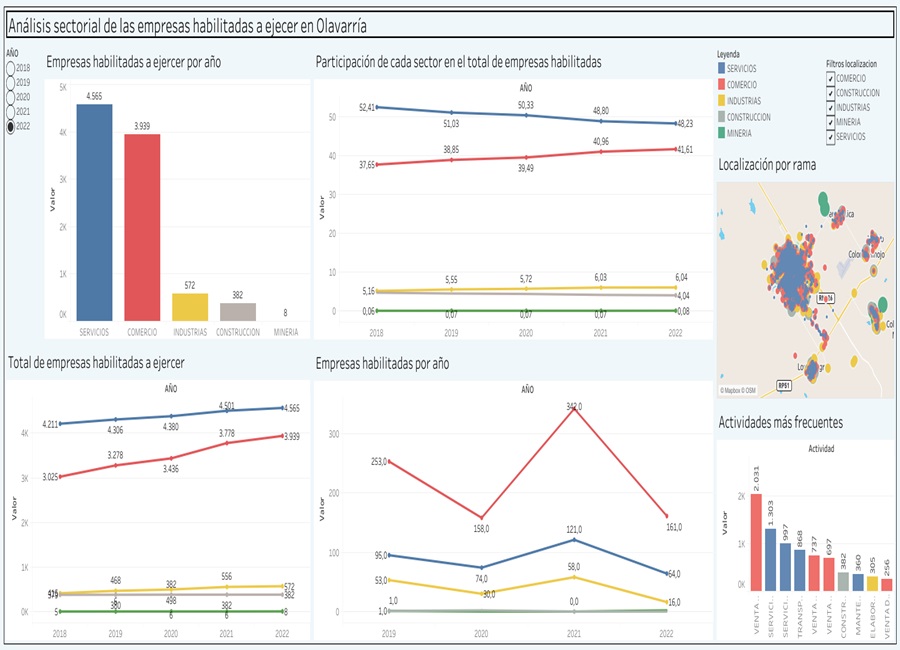 Análisis sectorial de las empresas habilitadas a ejecer en Olavarría
AÑO
2018
2019
2020
2021
2022
Empresas habilitadas a ejercer por año
Valor
5K
4K
3K
2K
1K
0K
4.565
3.939
572
382
8
SERVICIOS
COMERCIO
INDUSTRIAS
CONSTRUCCION
MINERIA
Participación de cada sector en el total de empresas habilitadas
AÑO
Valor
50
40
30
20
10
0
52,41
51,03
50,33
48,80
48,23
37,65
38,85
39,49
40,96
41,61
5,16
5,55
5,72
6,03
6,04
4,04
0,06
0,07
0,07
0,07
0,08
2018
2019
2020
2021
2022
Leyenda
SERVICIOS
COMERCIO
INDUSTRIAS
CONSTRUCCION
MINERIA
Filtros localizacion
COMERCIO
CONSTRUCCION
INDUSTRIAS
MINERIA
SERVICIOS
Localización por rama
RP51
© Mapbox © OSM
Total de empresas habilitadas a ejercer
AÑO
Valor
4K
3K
2K
1K
0K
4.211
4.306
4.380
4.501
4.565
3.025
3.278
3.436
3.778
3.939
468
382
556
572
382
5
380
498
6
382
6
8
2018
2019
2020
2021
2022
Empresas habilitadas por año
AÑO
Valor
300
200
100
0
253,0
158,0
342,0
161,0
95,0
74,0
121,0
64,0
53,0
30,0
58,0
16,0
1,0
1,0
0,0
2019
2020
2021
2022
Actividades más frecuentes
Actividad
Valor
2K
1K
0K
2.031
1.303
997
868
737
697
382
360
305
256
VENTA ...
SERVICI...
SERVICI...
TRANSP...
VENTA ...
VENTA ...
CONSTR...
MANTE...
ELABOR...
VENTA D...